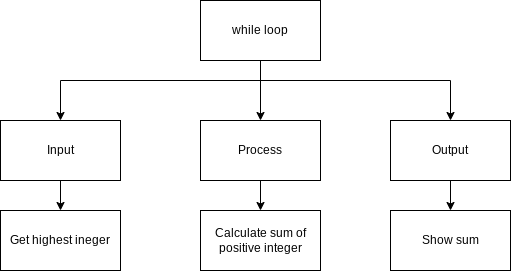 while loop
Input
Process
Output
Get highest ineger
Calculate sum of
positive integer
Show sum